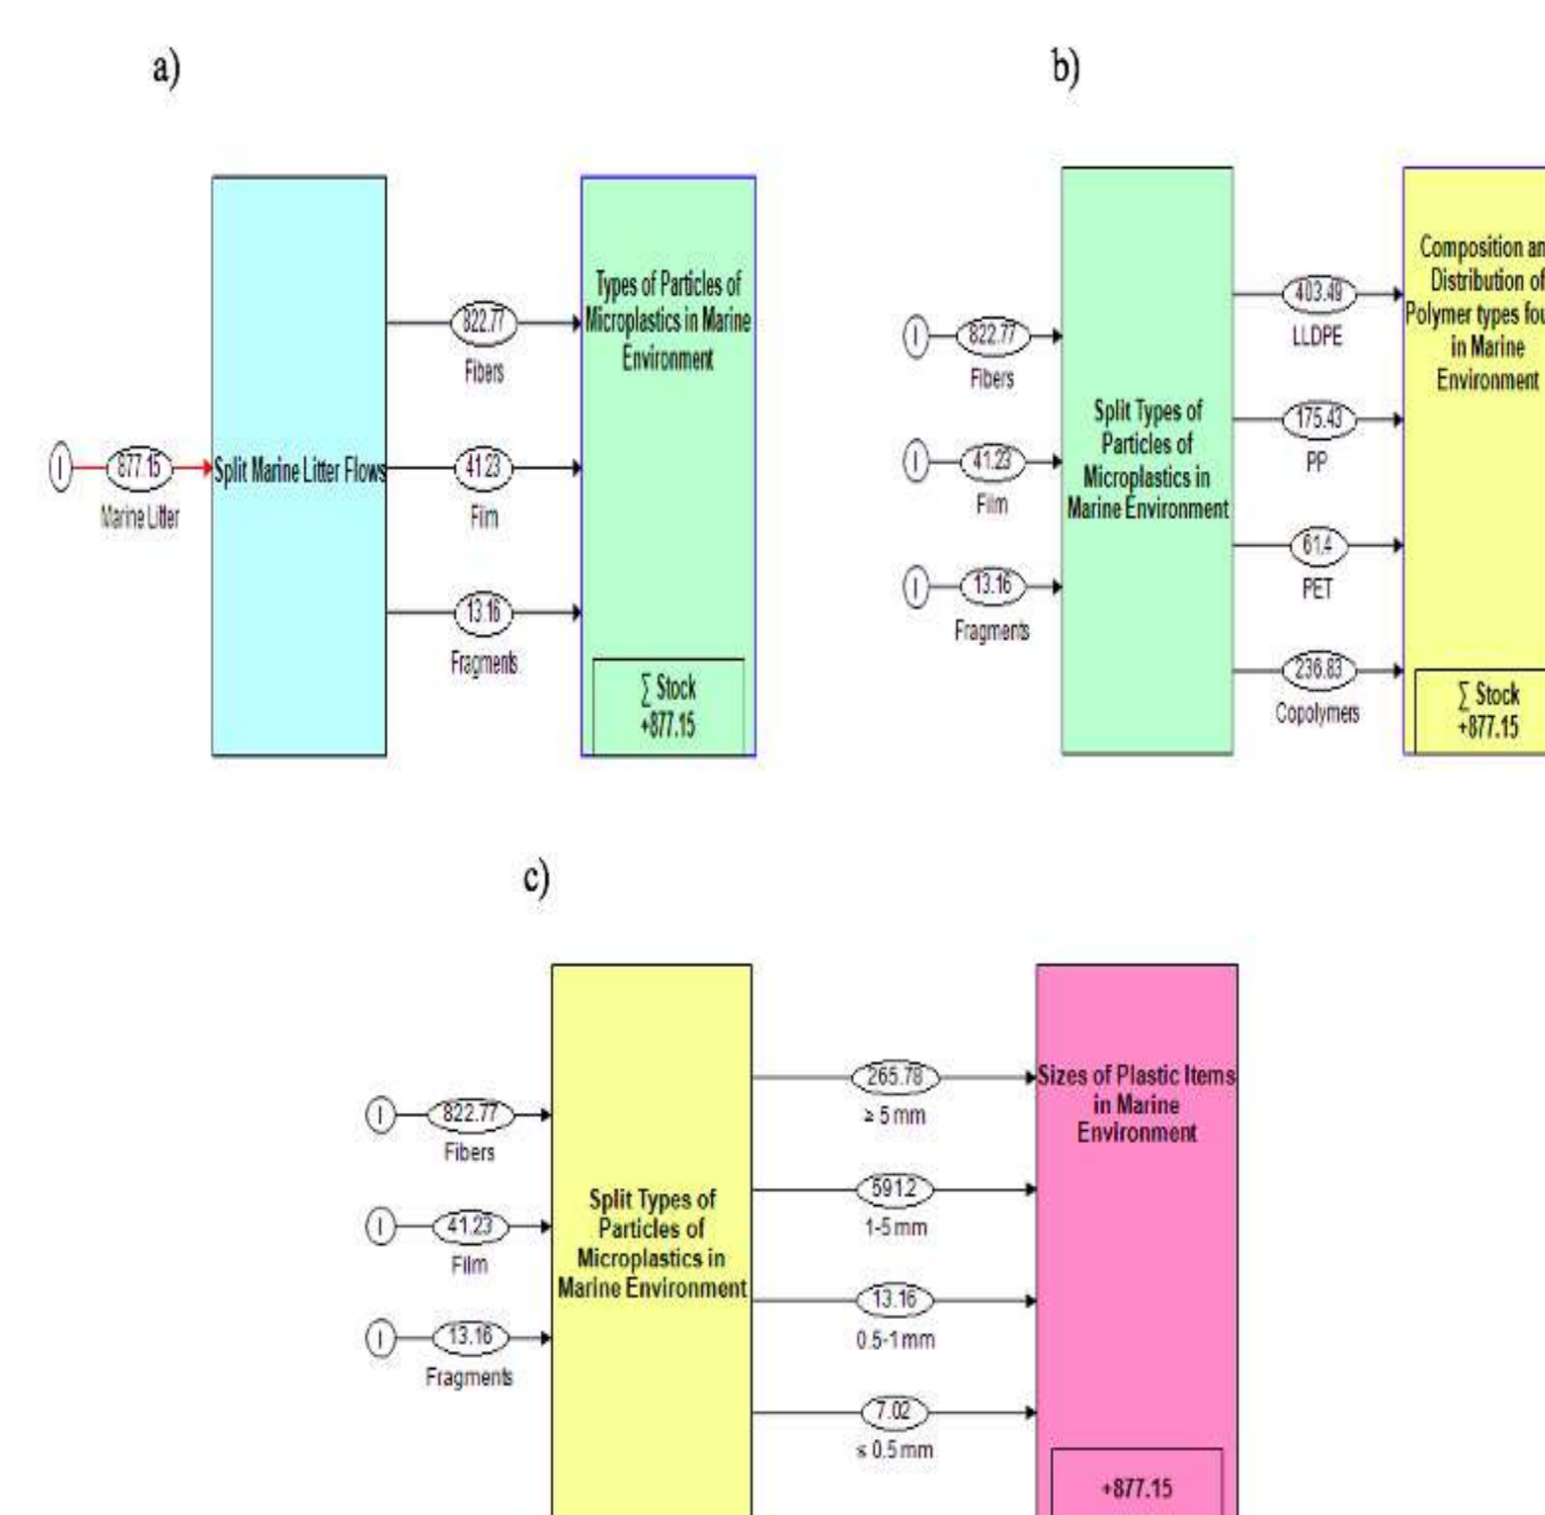 a)
I
877.15
Marine Litter
Split Marine Litter Flows
822.77
Fibers
41.23
Film
13.16
Fragments
Types of Particles of
Microplastics in Marine
Environment
∑ Stock
+877.15
b)
I
822.77
Fibers
I
41.23
Film
I
13.16
Fragments
Split Types of
Particles of
Microplastics in
Marine Environment
403.49
LLDPE
175.43
PP
61.4
PET
236.83
Copolymers
Composition
Distribution of
Polymer types
in Marine
Environment
∑ Stock
+877.15
c)
I
822.77
Fibers
I
41.23
Film
I
13.16
Fragments
Split Types of
Particles of
Microplastics in
Marine Environment
265.78
≥ 5 mm
591.2
1-5 mm
13.16
0.5-1 mm
7.02
≤ 0.5 mm
Sizes of Plastic Items
in Marine
Environment
+877.15